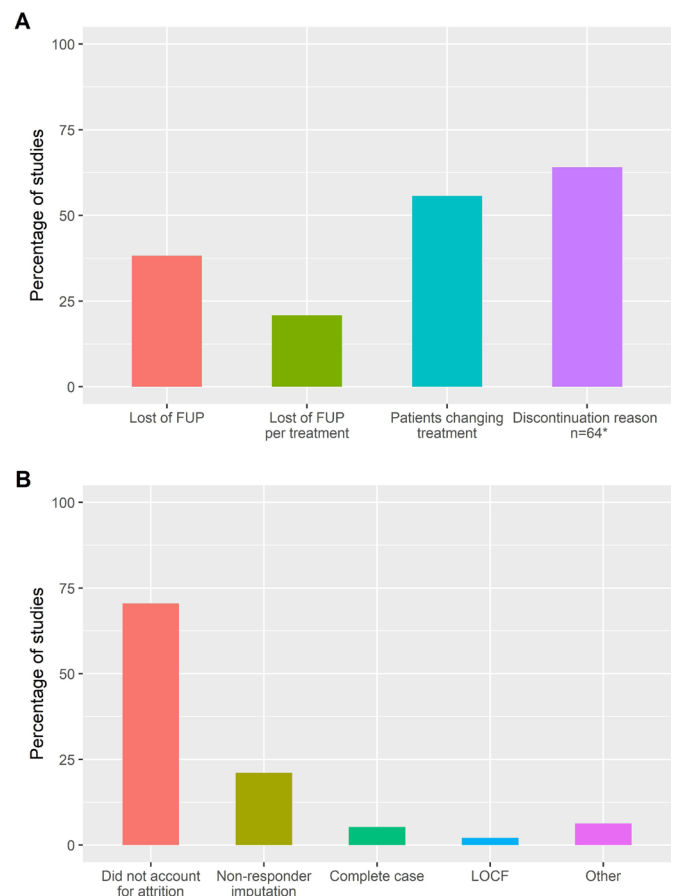 A
Percentage of studies
100
75
50
25
0
Lost of FUP
Lost of FUP
per treatment
Patients changing
treatment
Discontinuation reason
n=64*
B
Percentage of studies
100
75
50
25
0
Did not account
for attrition
Non-responder
imputation
Complete case
LOCF
Other